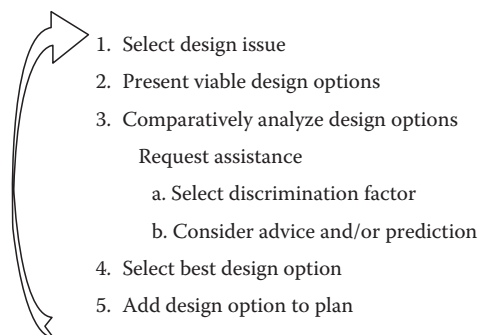 1. Select design issue
2. Present viable design options
3. Comparatively analyze design options
Request assistance
a. Select discrimination factor
b. Consider advice and/or prediction
4. Select best design option
5. Add design option to plan